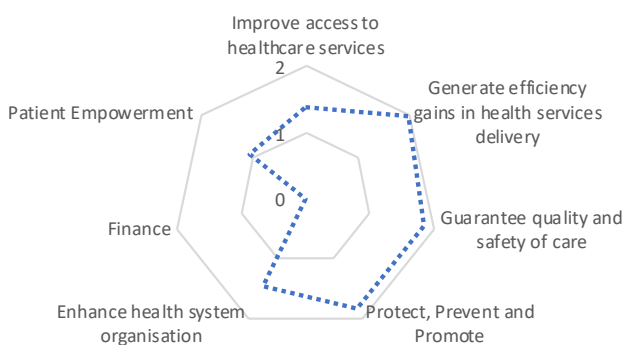 Improve access to
healthcare services
2
Generate efficiency
gains in health services
delivery
Patient Empowerment
1
0
Guarantee quality and
safety of care
Finance
Enhance health system
organisation
Protect, Prevent and
Promote